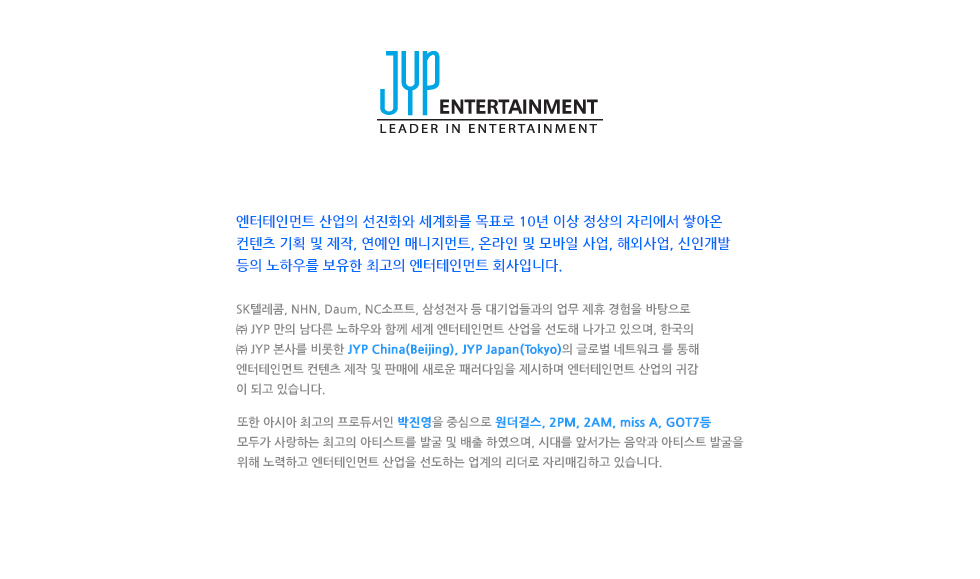 JYP ENTERTAINMENT
LEADER IN ENTERTAINMENT
엔터테인먼트 산업의 선진화와 세계화를 목표로 10년 이상 정상의 자리에서 쌓아온
컨텐츠 기획 및 제작, 연예인 매니지먼트, 온라인 및 모바일 사업, 해외사업, 신인개발
등의 노하우를 보유한 최고의 엔터테인먼트 회사입니다.
SK텔레콤, NHN, Daum, NC소프트, 삼성전자 등 대기업들과의 업무 제휴 경험을 바탕으로
㈜ JYP 만의 남다른 노하우와 함께 세계 엔터테인먼트 산업을 선도해 나가고 있으며, 한국의
㈜ JYP 본사를 비롯한 JYP China(Beijing), JYP Japan(Tokyo)의 글로벌 네트워크 를 통해
엔터테인먼트 컨텐츠 제작 및 판매에 새로운 패러다임을 제시하며 엔터테인먼트 산업의 귀감
이 되고 있습니다.
또한 아시아 최고의 프로듀서인 박진영을 중심으로 원더걸스, 2PM, 2AM, miss A, GOT7등
모두가 사랑하는 최고의 아티스트를 발굴 및 배출 하였으며, 시대를 앞서가는 음악과 아티스트 발굴을
위해 노력하고 엔터테인먼트 산업을 선도하는 업계의 리더로 자리매김하고 있습니다.